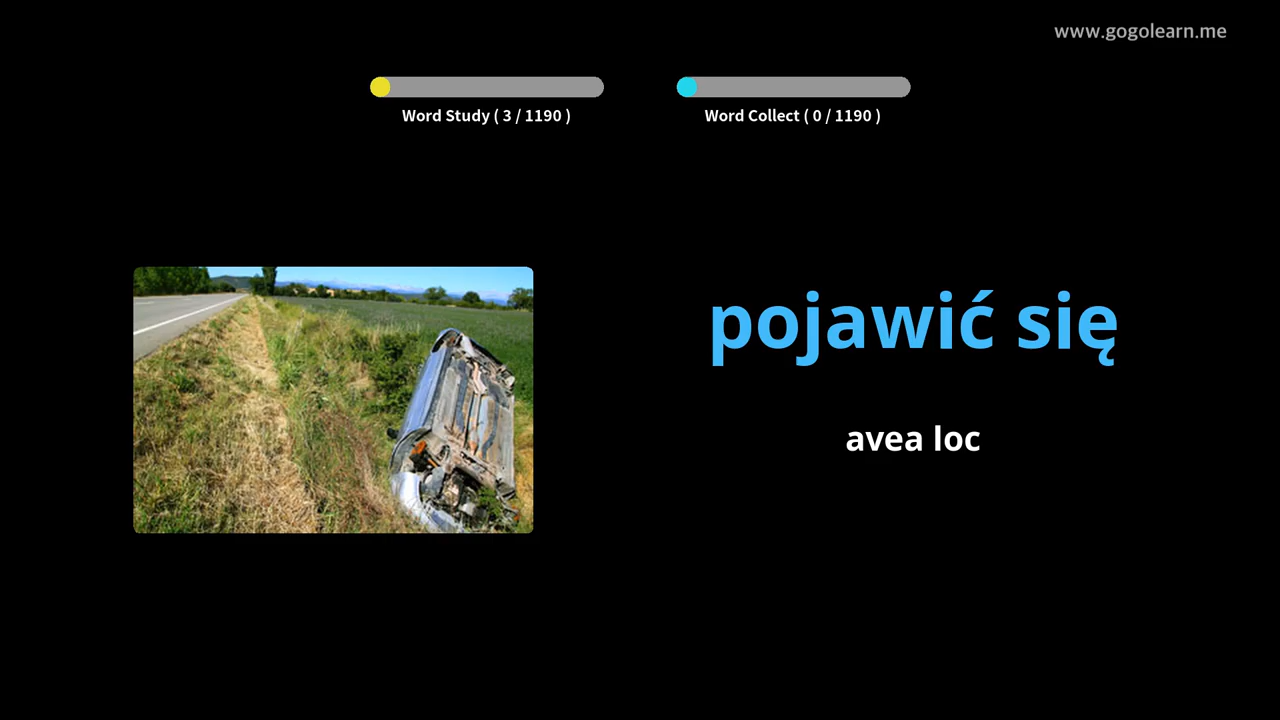 www.gogolearn.me
Word Study ( 3 / 1190 )
Word Collect ( 0 / 1190 )
pojawić się
avea loc